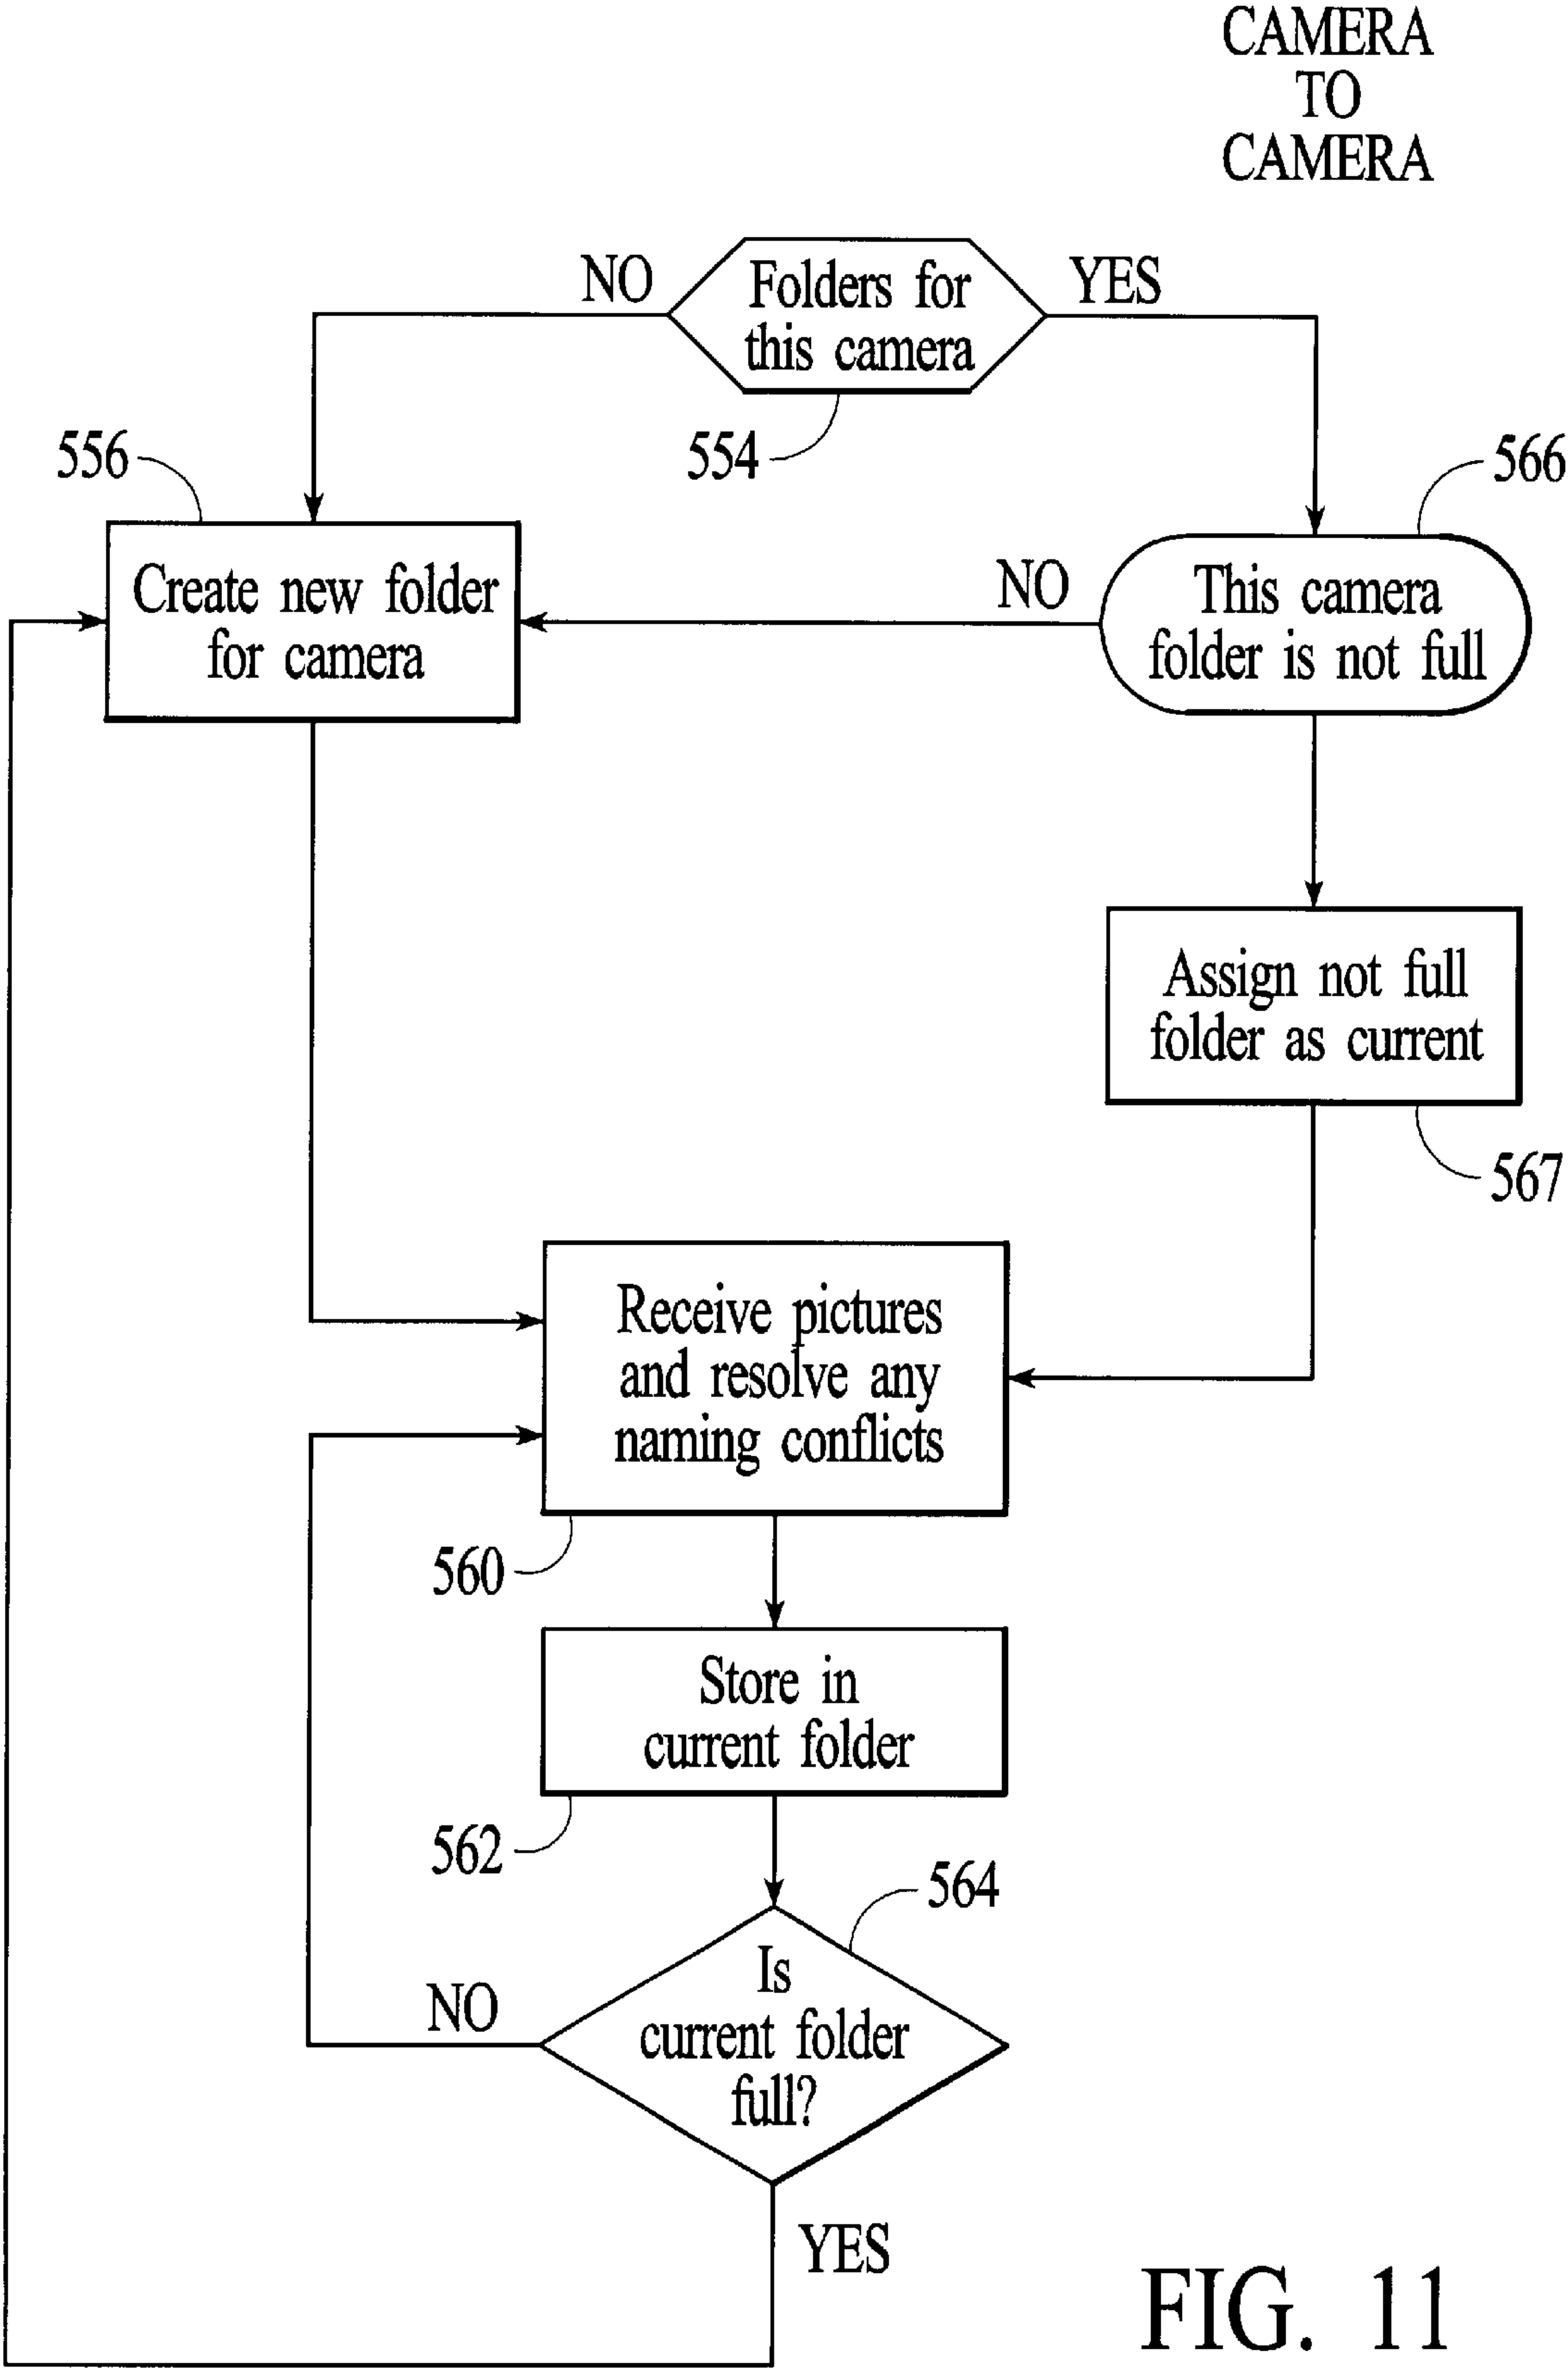 CAMERA
TO
CAMERA
NO
Folders for
this camera
YES
554
556
566
Create new folder
for camera
NO
This camera
folder is not full
Assign not full
folder as current
567
Receive pictures
and resolve any
naming conflicts
560
Store in
current folder
562
564
Is
current folder
full?
NO
YES
FIG. 11